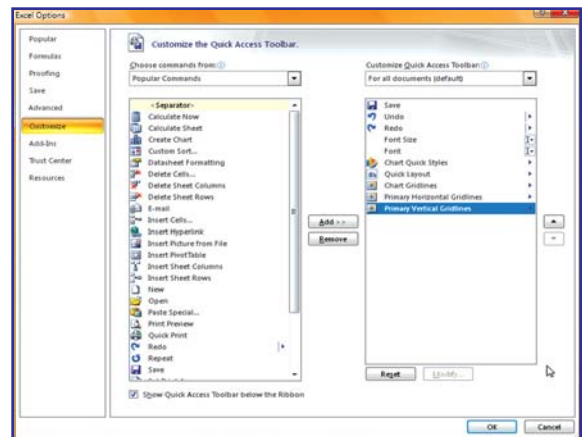 Excel Options
Popular
Formulas
Proofing
Save
Advanced
Customize
Add-Ins
Trust Center
Resources
Customize the Quick Access Toolbar.
Choose commands from:
Popular Commands
<Separator>
Calculate Now
Calculate Sheet
Create Chart
Custom Sort...
Datasheet Formatting
Delete Cells...
Delete Sheet Columns
Delete Sheet Rows
E-mail
Insert Cells...
Insert Hyperlink
Insert Picture from File
Insert PivotTable
Insert Sheet Columns
Insert Sheet Rows
New
Open
Paste Special...
Print Preview
Quick Print
Redo
Repeat
Save
Show Quick Access Toolbar below the Ribbon
Add >>
Remove
Customize Quick Access Toolbar:
For all documents (default)
Save
Undo
Redo
Font Size
Font
Chart Quick Styles
Quick Layout
Chart Gridlines
Primary Horizontal Gridlines
Primary Vertical Gridlines
Reset
Modify...
OK
Cancel